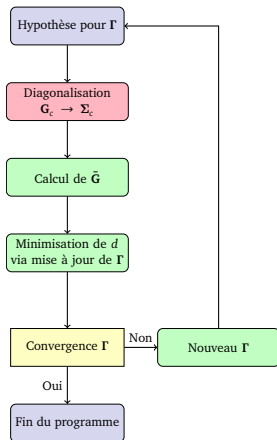 Hypothèse pour Γ
Diagonalisation
G_c → Σ_c
Calcul de G̃
Minimisation de d
via mise à jour de Γ
Convergence Γ
Non
Nouveau Γ
Oui
Fin du programme